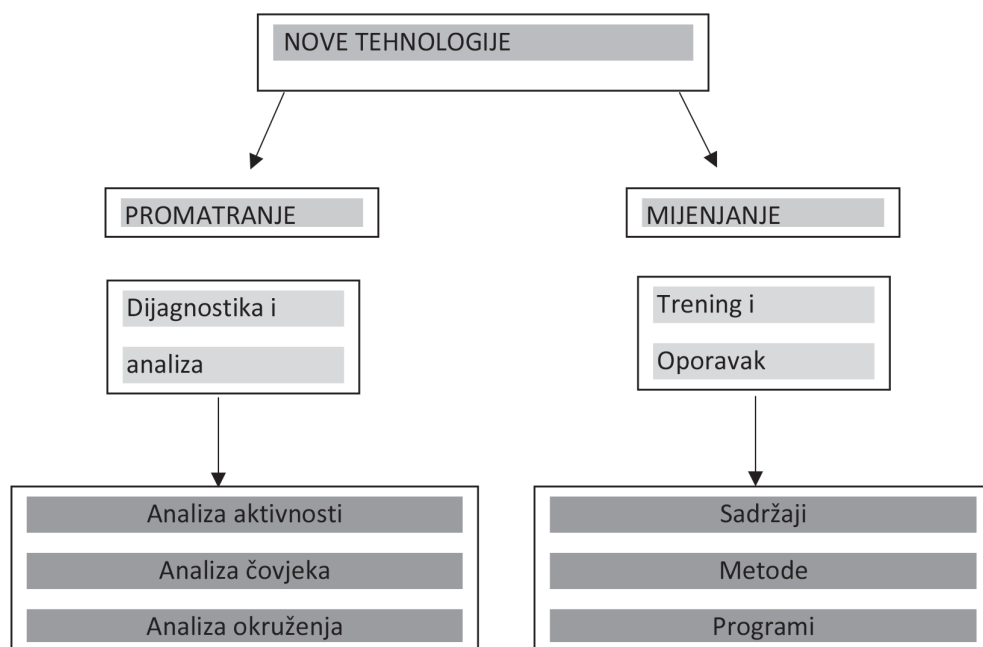 NOVE TEHNOLOGIJE
PROMATRANJE
MIJENJANJE
Dijagnostika i
analiza
Trening i
Oporavak
Analiza aktivnosti
Analiza čovjeka
Analiza okruženja
Sadržaji
Metode
Programi